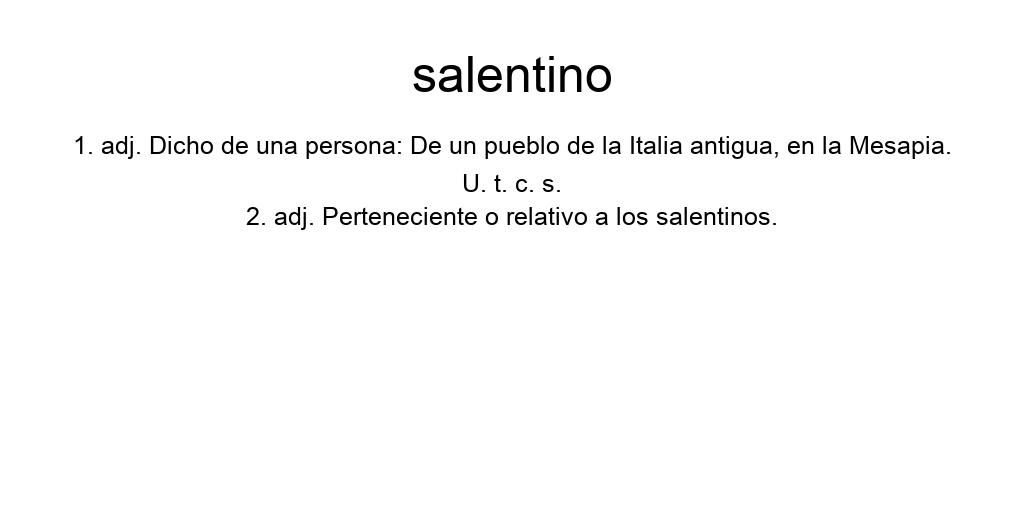 salentino
1. adj. Dicho de una persona: De un pueblo de la Italia antigua, en la Mesapia.
U. t. c. s.
2. adj. Perteneciente o relativo a los salentinos.